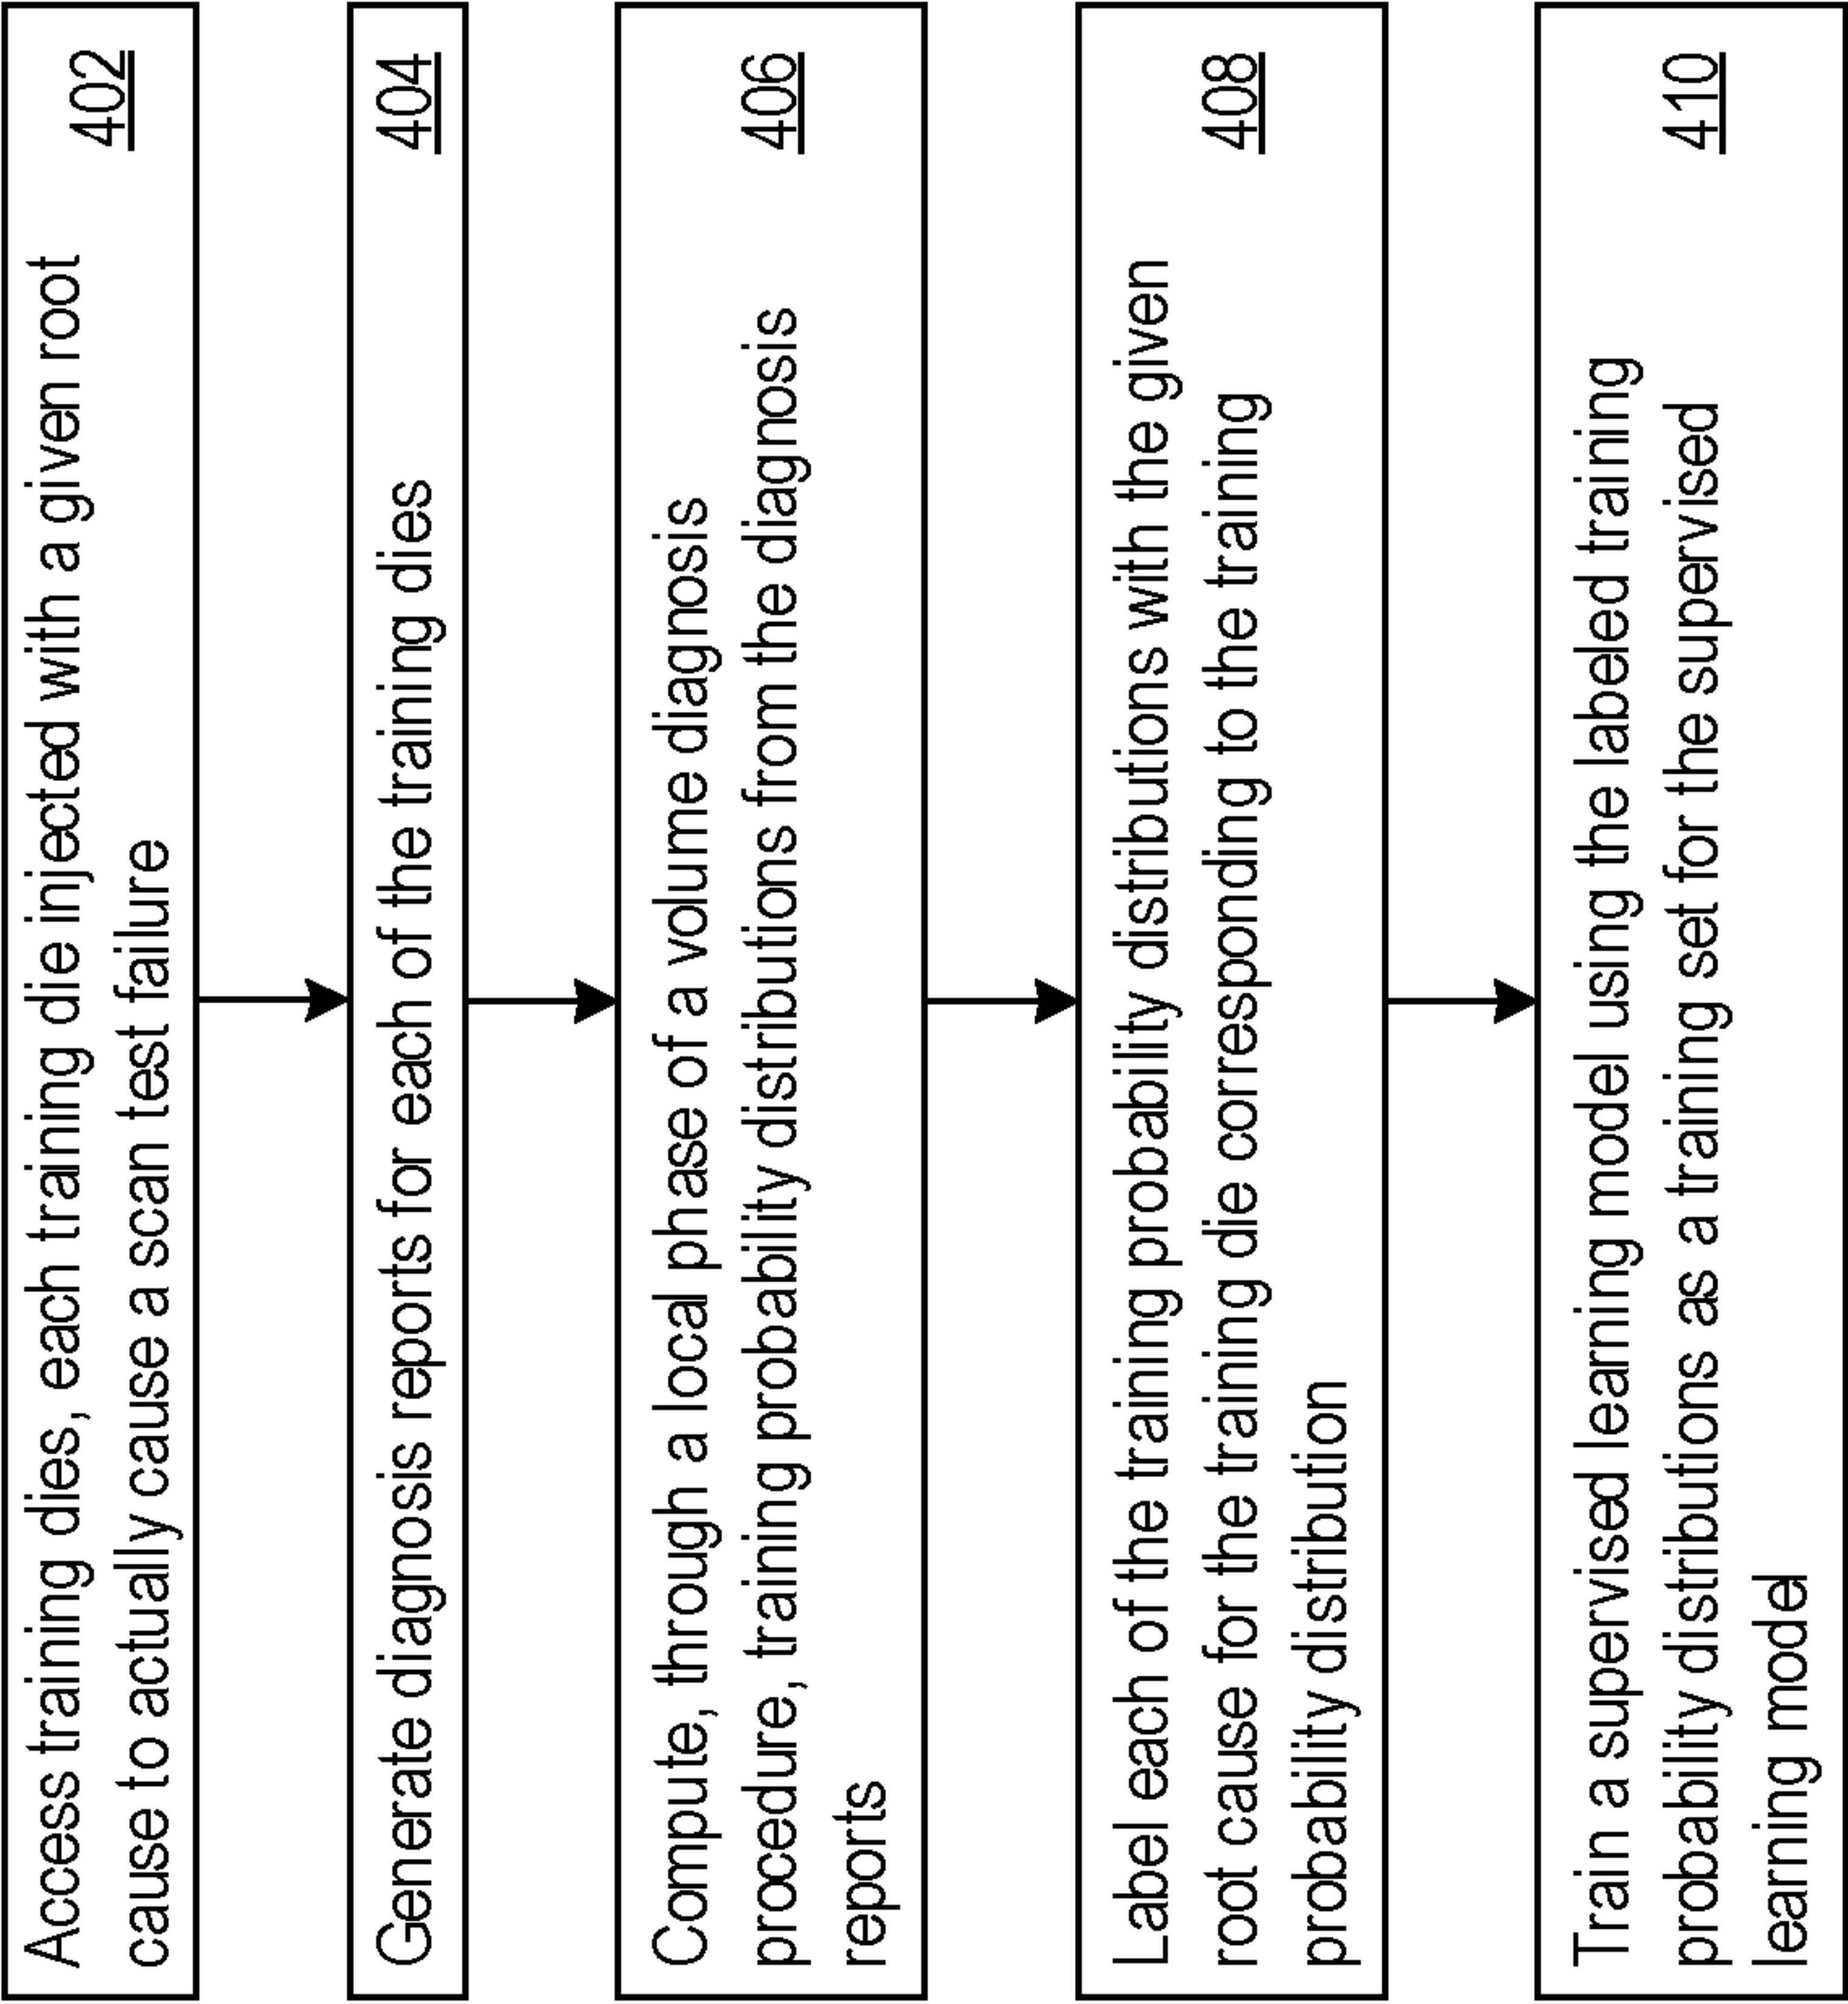 Access training dies, each training die injected with a given root
cause to actually cause a scan test failure
402
Generate diagnosis reports for each of the training dies
404
Compute, through a local phase of a volume diagnosis
procedure, training probability distributions from the diagnosis
reports
406
Label each of the training probability distributions with the given
root cause for the training die corresponding to the training
probability distribution
408
Train a supervised learning model using the labeled training
probability distributions as a training set for the supervised
learning model
410